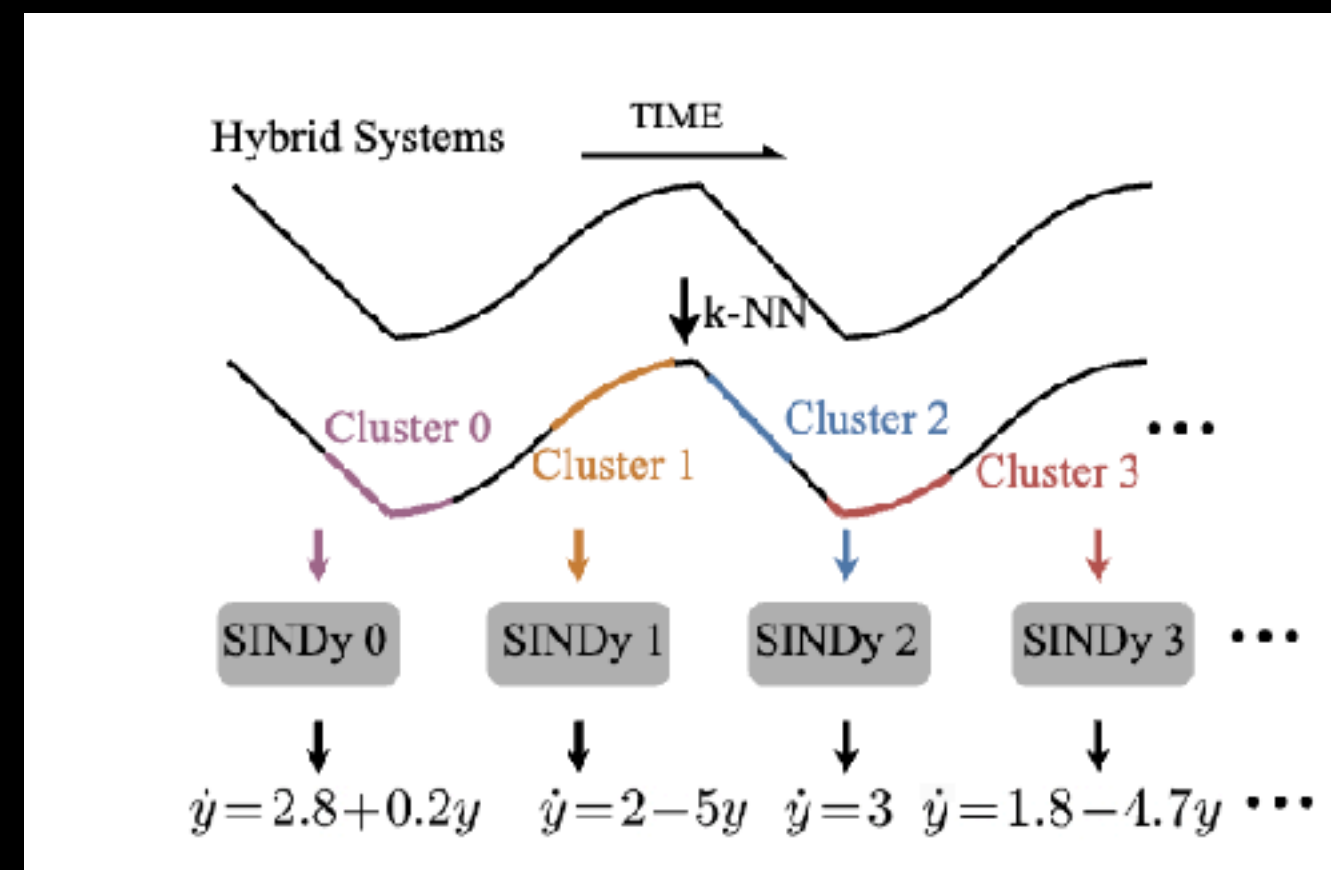 TIME
Hybrid Systems
k-NN
Cluster 0
Cluster 2
Cluster 1
Cluster 3
...
SINDy 0 SINDy 1 SINDy 2 SINDy 3 ...
ẏ=2.8+0.2y ẏ=2−5y ẏ=3 ẏ=1.8−4.7y ...